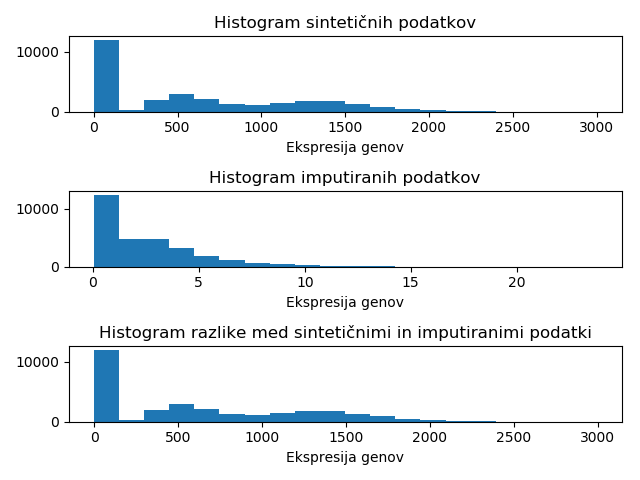 Histogram sintetičnih podatkov
10000
0
0 500 1000 1500 2000 2500 3000
Ekspresija genov
Histogram imputiranih podatkov
10000
0
0 5 10 15 20
Ekspresija genov
Histogram razlike med sintetičnimi in imputiranimi podatki
10000
0
0 500 1000 1500 2000 2500 3000
Ekspresija genov